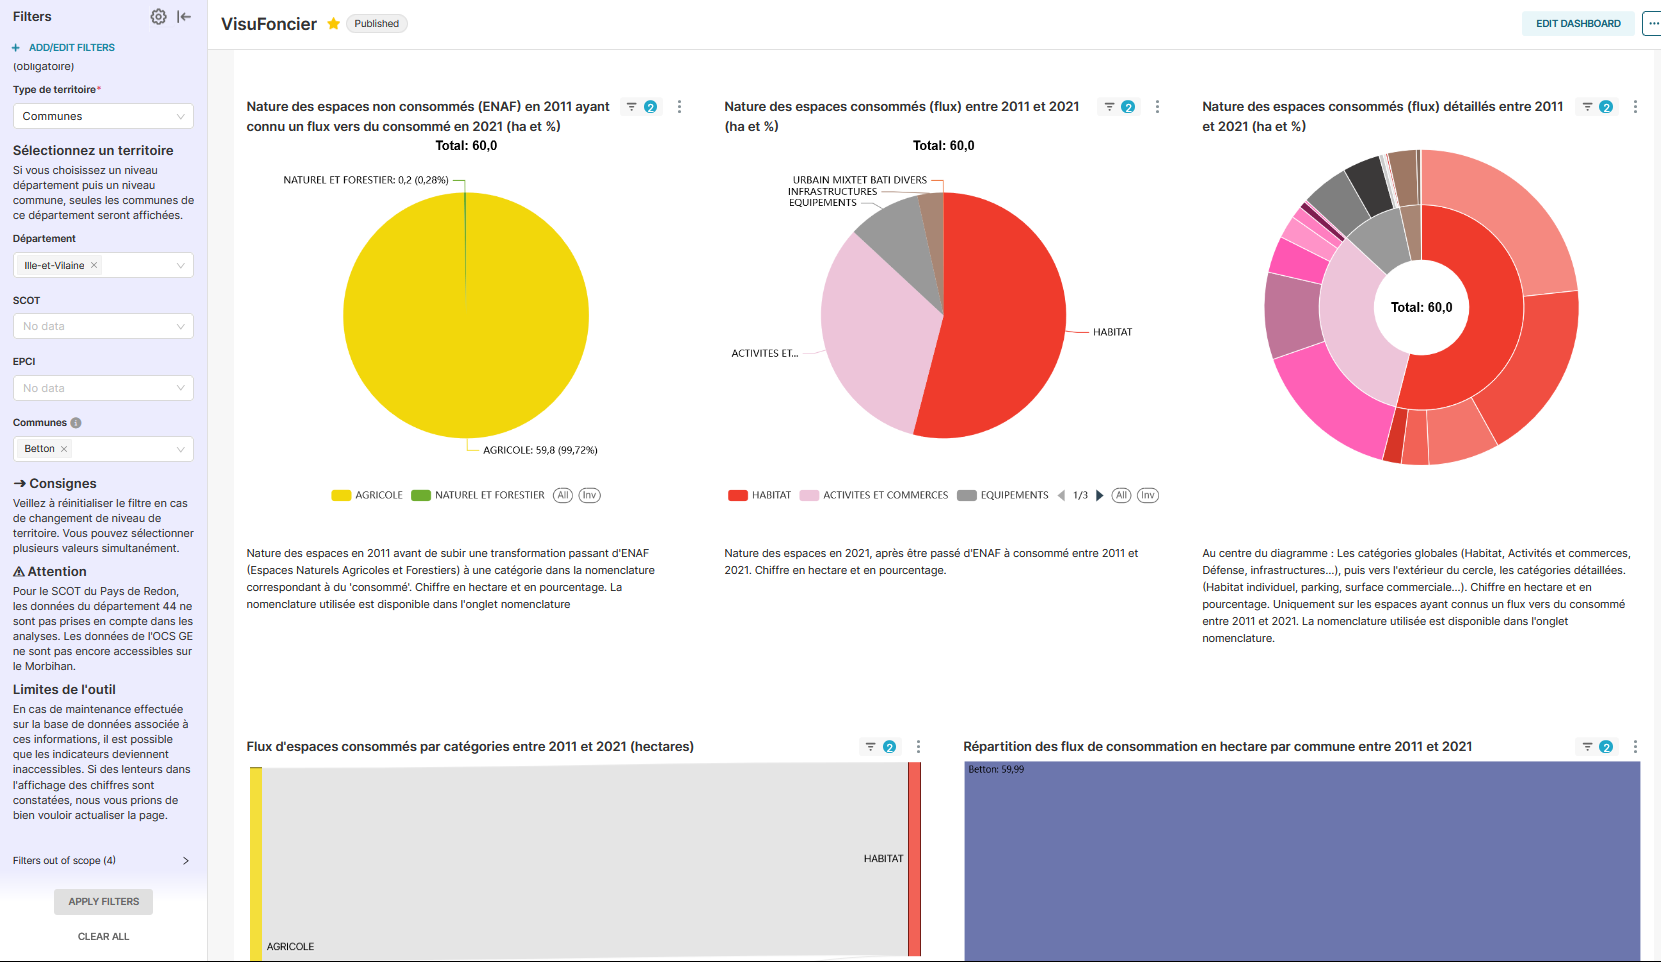 Filters
ADD/EDIT FILTERS
(obligatoire)
Type de territoire*
Communes
Sélectionnez un territoire
Si vous choisissez un niveau
département puis un niveau
commune, seules les communes de
ce département seront affichées.
Département
Ille-et-Vilaine ×
SCOT
No data
EPCI
No data
Communes
Betton ×
➔ Consignes
Veillez à réinitialiser le filtre en cas
de changement de niveau de
territoire. Vous pouvez sélectionner
plusieurs valeurs simultanément.
⚠ Attention
Pour le SCOT du Pays de Redon,
les données du département 44 ne
sont pas prises en compte dans les
analyses. Les données de l'OCS GE
ne sont pas encore accessibles sur
le Morbihan.
Limites de l'outil
En cas de maintenance effectuée
sur la base de données associée à
ces informations, il est possible
que les indicateurs deviennent
inaccessibles. Si des lenteurs dans
l'affichage des chiffres sont
constatées, nous vous prions de
bien vouloir actualiser la page.
Filters out of scope (4)
APPLY FILTERS
CLEAR ALL
VisuFoncier
Published
EDIT DASHBOARD
Nature des espaces non consommés (ENAF) en 2011 ayant
connu un flux vers du consommé en 2021 (ha et %)
2
Total: 60,0
NATUREL ET FORESTIER: 0,2 (0,28%)
AGRICOLE: 59,8 (99,72%)
AGRICOLE NATUREL ET FORESTIER All Inv
Nature des espaces en 2011 avant de subir une transformation passant d'ENAF
(Espaces Naturels Agricoles et Forestiers) à une catégorie dans la nomenclature
correspondant à du 'consommé'. Chiffre en hectare et en pourcentage. La
nomenclature utilisée est disponible dans l'onglet nomenclature
Nature des espaces consommés (flux) entre 2011 et 2021
(ha et %)
2
Total: 60,0
URBAIN MIXTET BATI DIVERS
INFRASTRUCTURES
EQUIPEMENTS
HABITAT
ACTIVITES ET...
HABITAT ACTIVITES ET COMMERCES EQUIPEMENTS 1/3 All Inv
Nature des espaces en 2021, après être passé d'ENAF à consommé entre 2011 et
2021. Chiffre en hectare et en pourcentage.
Nature des espaces consommés (flux) détaillés entre 2011
et 2021 (ha et %)
2
Total: 60,0
Au centre du diagramme : Les catégories globales (Habitat, Activités et commerces,
Défense, infrastructures...), puis vers l'extérieur du cercle, les catégories détaillées.
(Habitat individuel, parking, surface commerciale...). Chiffre en hectare et en
pourcentage. Uniquement sur les espaces ayant connus un flux vers du consommé
entre 2011 et 2021. La nomenclature utilisée est disponible dans l'onglet
nomenclature.
Flux d'espaces consommés par catégories entre 2011 et 2021 (hectares)
2
HABITAT
AGRICOLE
Répartition des flux de consommation en hectare par commune entre 2011 et 2021
2
Betton: 59,99